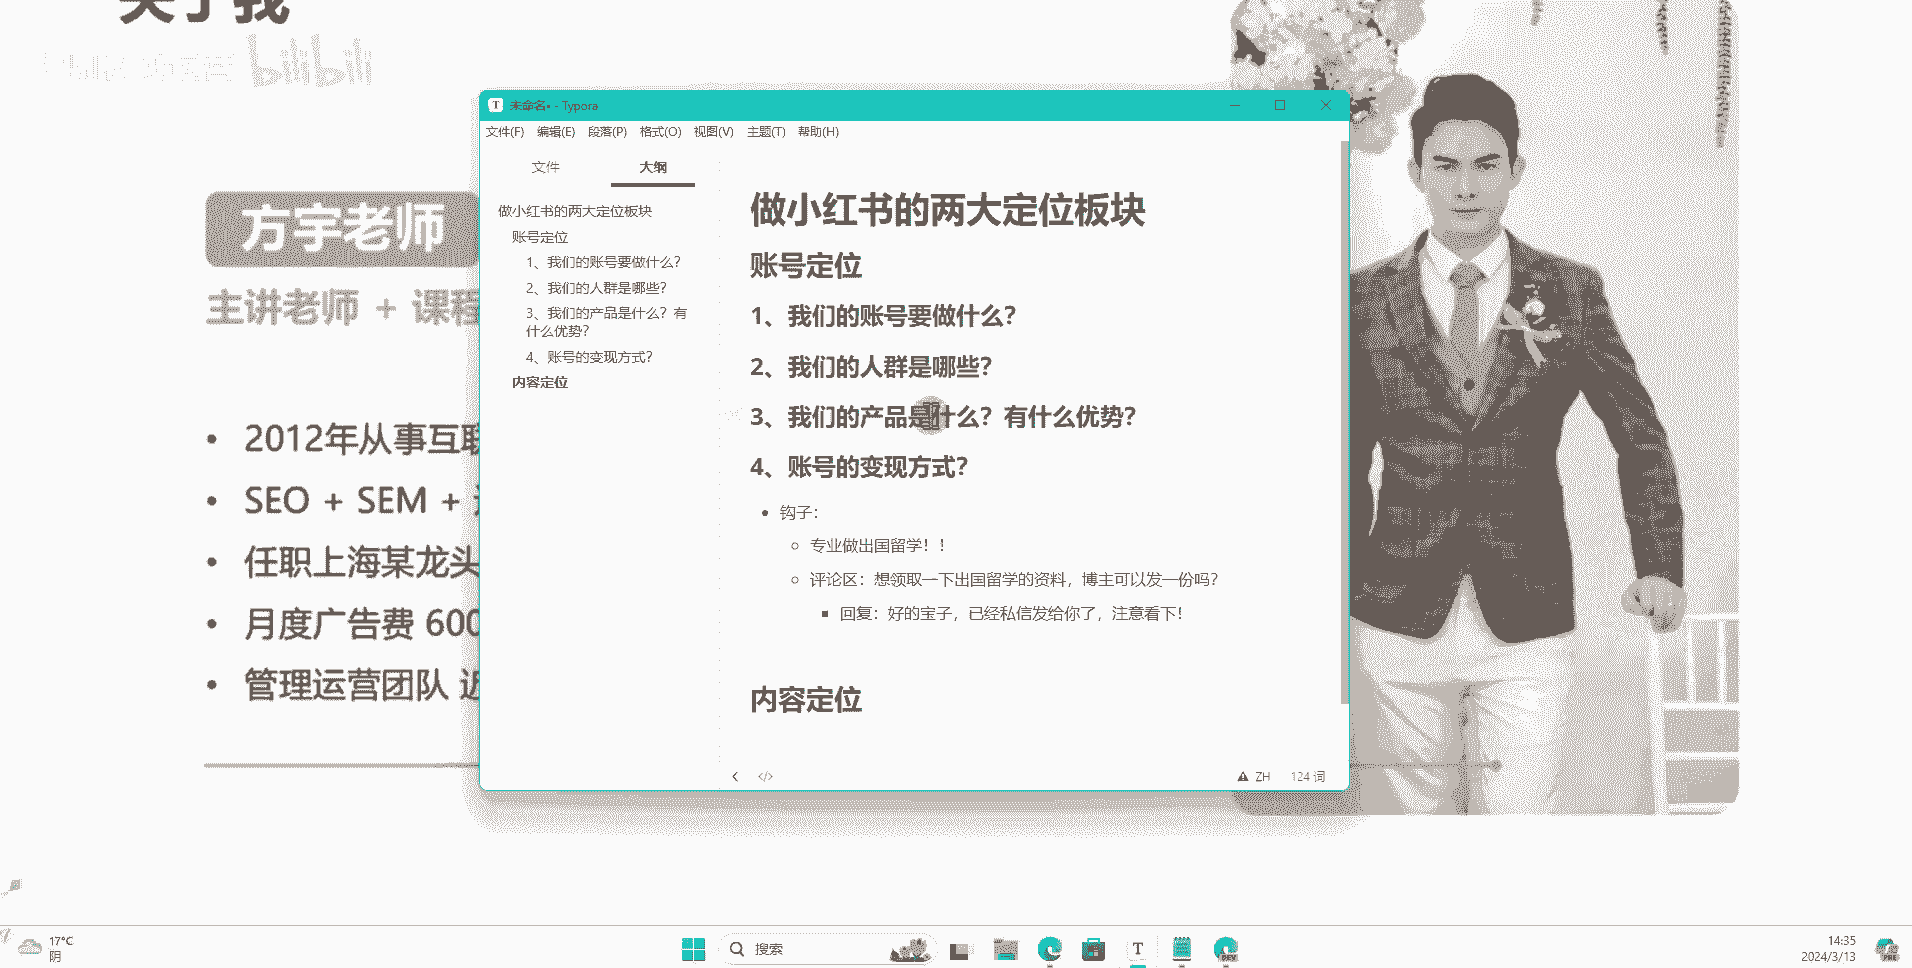 关于我
bilibili
未命名• - Typora
文件(F) 编辑(E) 段落(P) 格式(O) 视图(V) 主题(T) 帮助(H)
文件 大纲
做小红书的两大定位板块
账号定位
1、我们的账号要做什么?
2、我们的人群是哪些?
3、我们的产品是什么? 有
什么优势?
4、账号的变现方式?
内容定位
做小红书的两大定位板块
账号定位
1、我们的账号要做什么?
2、我们的人群是哪些?
3、我们的产品是什么? 有什么优势?
4、账号的变现方式?
• 钩子:
专业做出国留学! !
评论区: 想领取一下出国留学的资料, 博主可以发一份吗?
回复: 好的宝子, 已经私信发给你了, 注意看下!
内容定位
ZH 124 词
方宇老师
主讲老师 + 课程
• 2012年从事互联
• SEO + SEM +
• 任职上海某龙头
• 月度广告费 600
• 管理运营团队 近
17°C
阴
搜索
T
DEV
14:35
2024/3/13
PRE